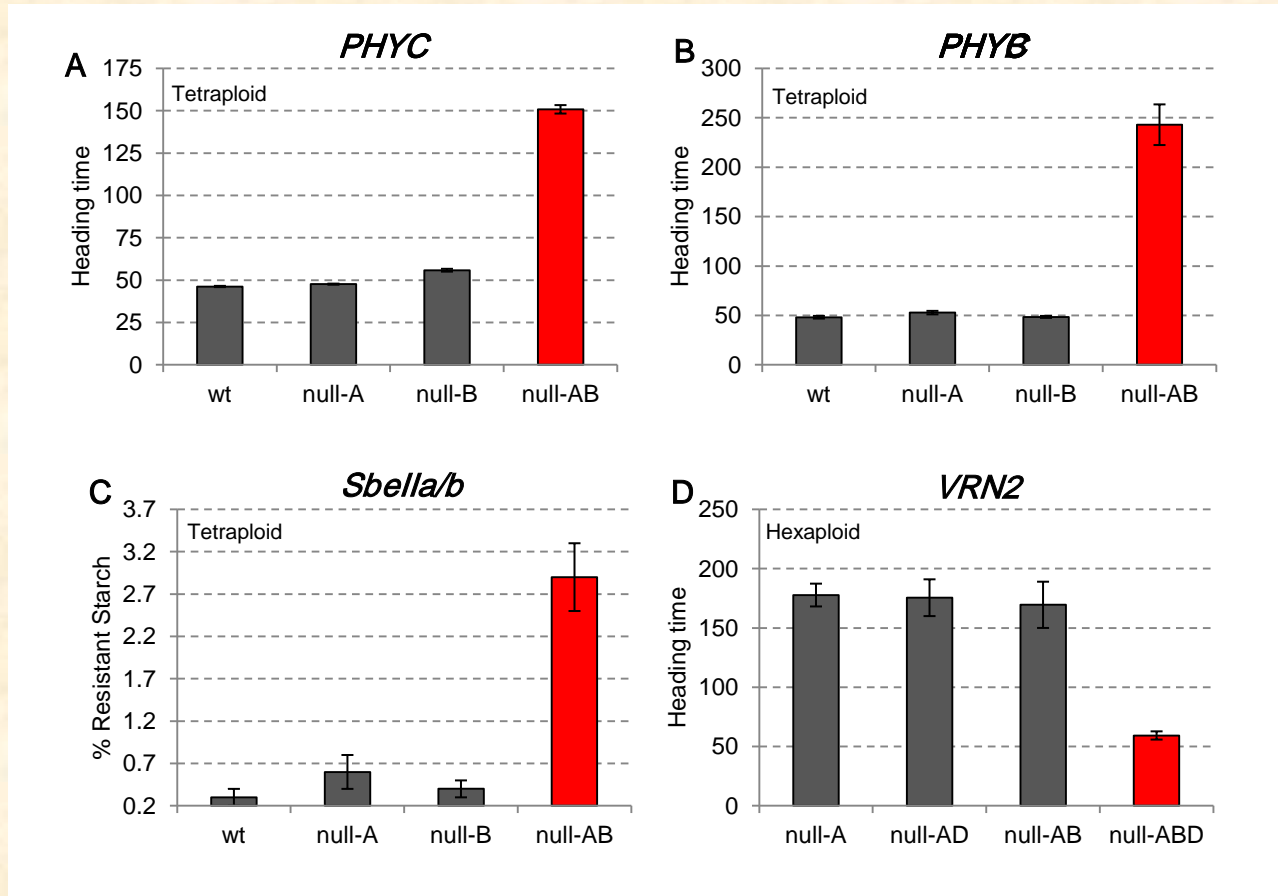 A
PHYC
Tetraploid
Heading time
175
150
125
100
75
50
25
0
wt null-A null-B null-AB
B
PHYB
Tetraploid
Heading time
300
250
200
150
100
50
0
wt null-A null-B null-AB
C
SbeIIa/b
Tetraploid
% Resistant Starch
3.7
3.2
2.7
2.2
1.7
1.2
0.7
0.2
wt null-A null-B null-AB
D
VRN2
Hexaploid
Heading time
250
200
150
100
50
0
null-A null-AD null-AB null-ABD